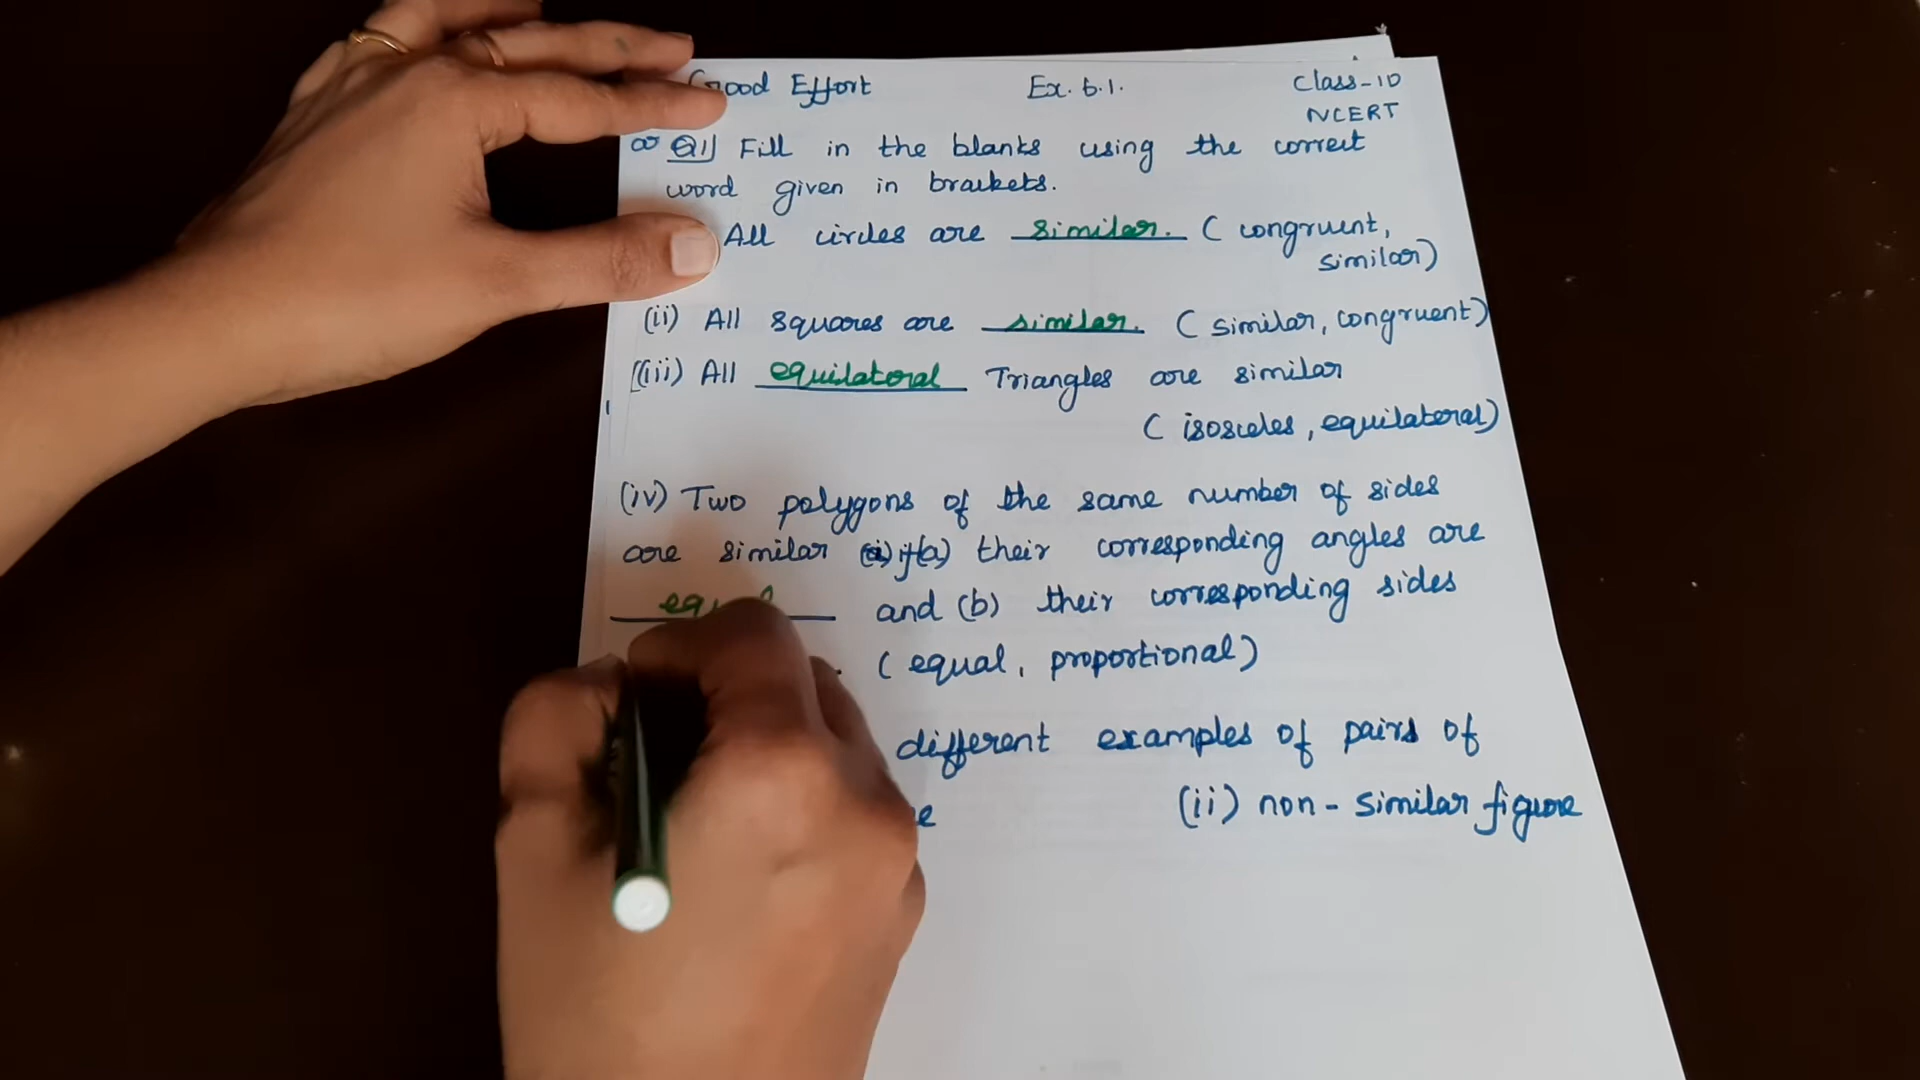 Good Effort Ex. 6.1. Class-10
NCERT
Q1) Fill in the blanks using the correct
word given in brackets.
All circles are similar. (congruent,
similar)
(ii) All squares are similar. (similar, congruent)
(iii) All equilateral Triangles are similar
(isosceles, equilateral)
(iv) Two polygons of the same number of sides
are similar if (a) their corresponding angles are
and (b) their corresponding sides
(equal, proportional)
different examples of pairs of
(ii) non-similar figure